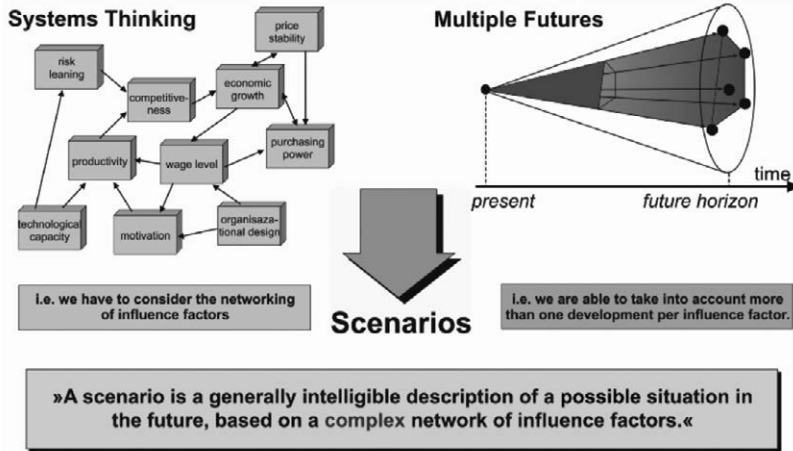 Systems Thinking
price
stability
risk
leaning
competitive-
ness
economic
growth
purchasing
power
productivity
wage level
technological
capacity
motivation
organisaza-
tional design
i.e. we have to consider the networking
of influence factors
Multiple Futures
time
present
future horizon
i.e. we are able to take into account more
than one development per influence factor.
Scenarios
»A scenario is a generally intelligible description of a possible situation in
the future, based on a complex network of influence factors.«